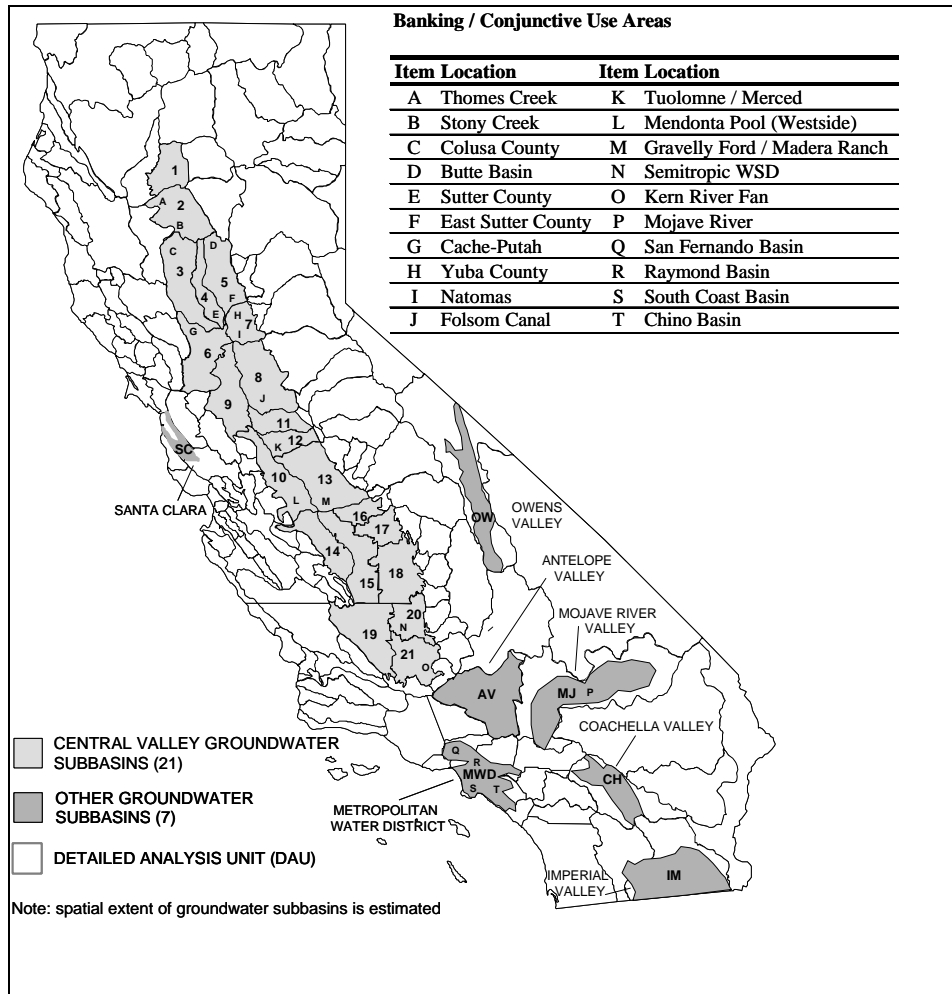 Banking / Conjunctive Use Areas
Item Location Item Location
A Thomes Creek K Tuolomne / Merced
B Stony Creek L Mendonta Pool (Westside)
C Colusa County M Gravelly Ford / Madera Ranch
D Butte Basin N Semitropic WSD
E Sutter County O Kern River Fan
F East Sutter County P Mojave River
G Cache-Putah Q San Fernando Basin
H Yuba County R Raymond Basin
I Natomas S South Coast Basin
J Folsom Canal T Chino Basin
1
A
2
B
C
D
3
5
4
F
E
H
7
G
I
6
8
J
9
11
12
K
SC
10
13
L
M
SANTA CLARA
16
17
OW
OWENS
VALLEY
14
15
18
ANTELOPE
VALLEY
20
N
19
21
O
MOJAVE RIVER
VALLEY
AV
MJ
P
COACHELLA VALLEY
Q
R
MWD
S
T
CH
METROPOLITAN
WATER DISTRICT
IMPERIAL
VALLEY
IM
CENTRAL VALLEY GROUNDWATER
SUBBASINS (21)
OTHER GROUNDWATER
SUBBASINS (7)
DETAILED ANALYSIS UNIT (DAU)
Note: spatial extent of groundwater subbasins is estimated